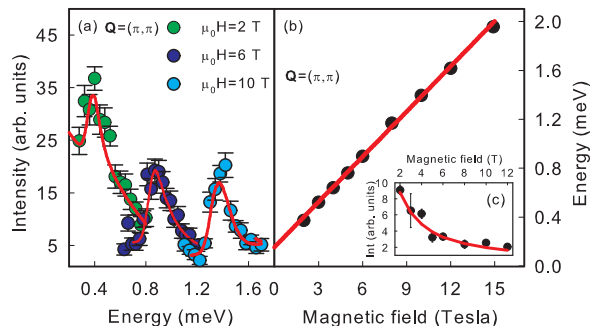 (a)
Q=(π,π)
μ₀H=2 T
μ₀H=6 T
μ₀H=10 T
45
35
25
15
5
Intensity (arb. units)
0.4
0.8
1.2
1.6
Energy (meV)
(b)
Q=(π,π)
2.0
1.6
1.2
0.8
0.4
0.0
Energy (meV)
0
3
6
9
12
15
Magnetic field (Tesla)
Magnetic field (T)
2 4 6 8 10 12
(c)
10
6
2
Int (arb. units)